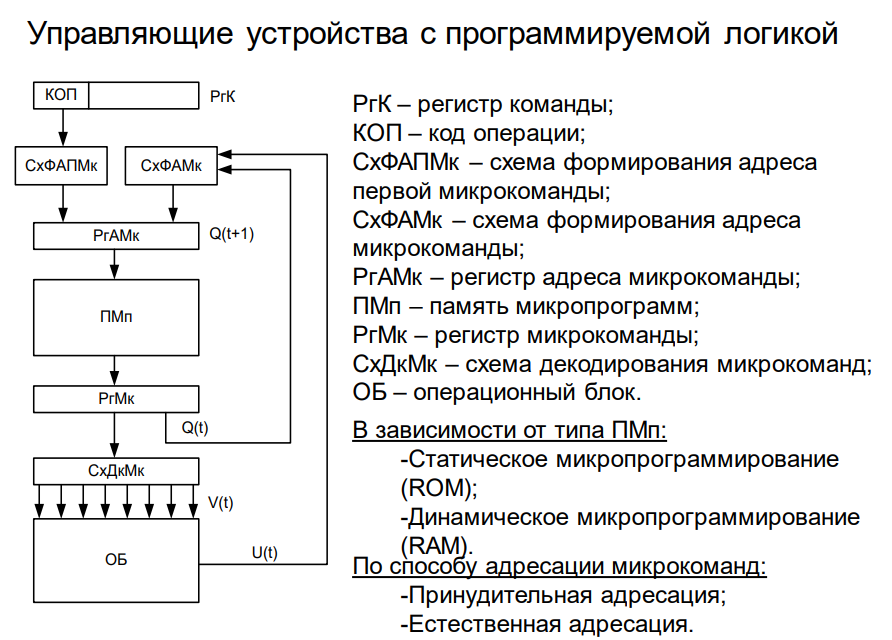 Управляющие устройства с программируемой логикой
КОП
РгК
СхФАПМк
СхФАМк
РгАМк
Q(t+1)
ПМп
РгМк
Q(t)
СхДкМк
V(t)
ОБ
U(t)
РгК – регистр команды;
КОП – код операции;
СхФАПМк – схема формирования адреса
первой микрокоманды;
СхФАМк – схема формирования адреса
микрокоманды;
РгАМк – регистр адреса микрокоманды;
ПМп – память микропрограмм;
РгМк – регистр микрокоманды;
СхДкМк – схема декодирования микрокоманд;
ОБ – операционный блок.
В зависимости от типа ПМп:
-Статическое микропрограммирование
(ROM);
-Динамическое микропрограммирование
(RAM).
По способу адресации микрокоманд:
-Принудительная адресация;
-Естественная адресация.